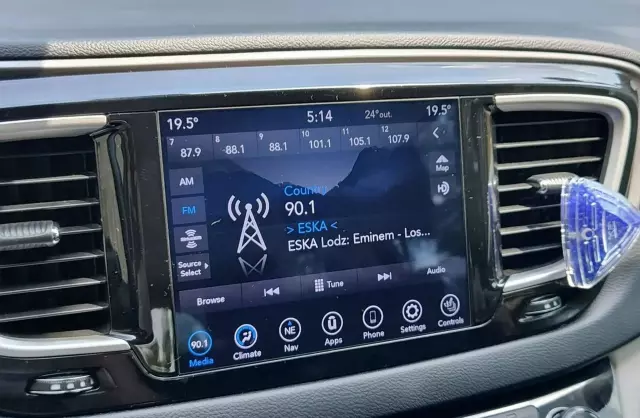 19.5° 5:14 24°out. 19.5°
7 8 9 10 11 12
87.9 -88.1 88.1 101.1 105.1 107.9
AM
FM
Source Select
Map
90.1
> ESKA <
ESKA Lodz: Eminem - Los...
Browse Tune Audio
90.1 NE
Media Climate Nav Apps Phone Settings Controls